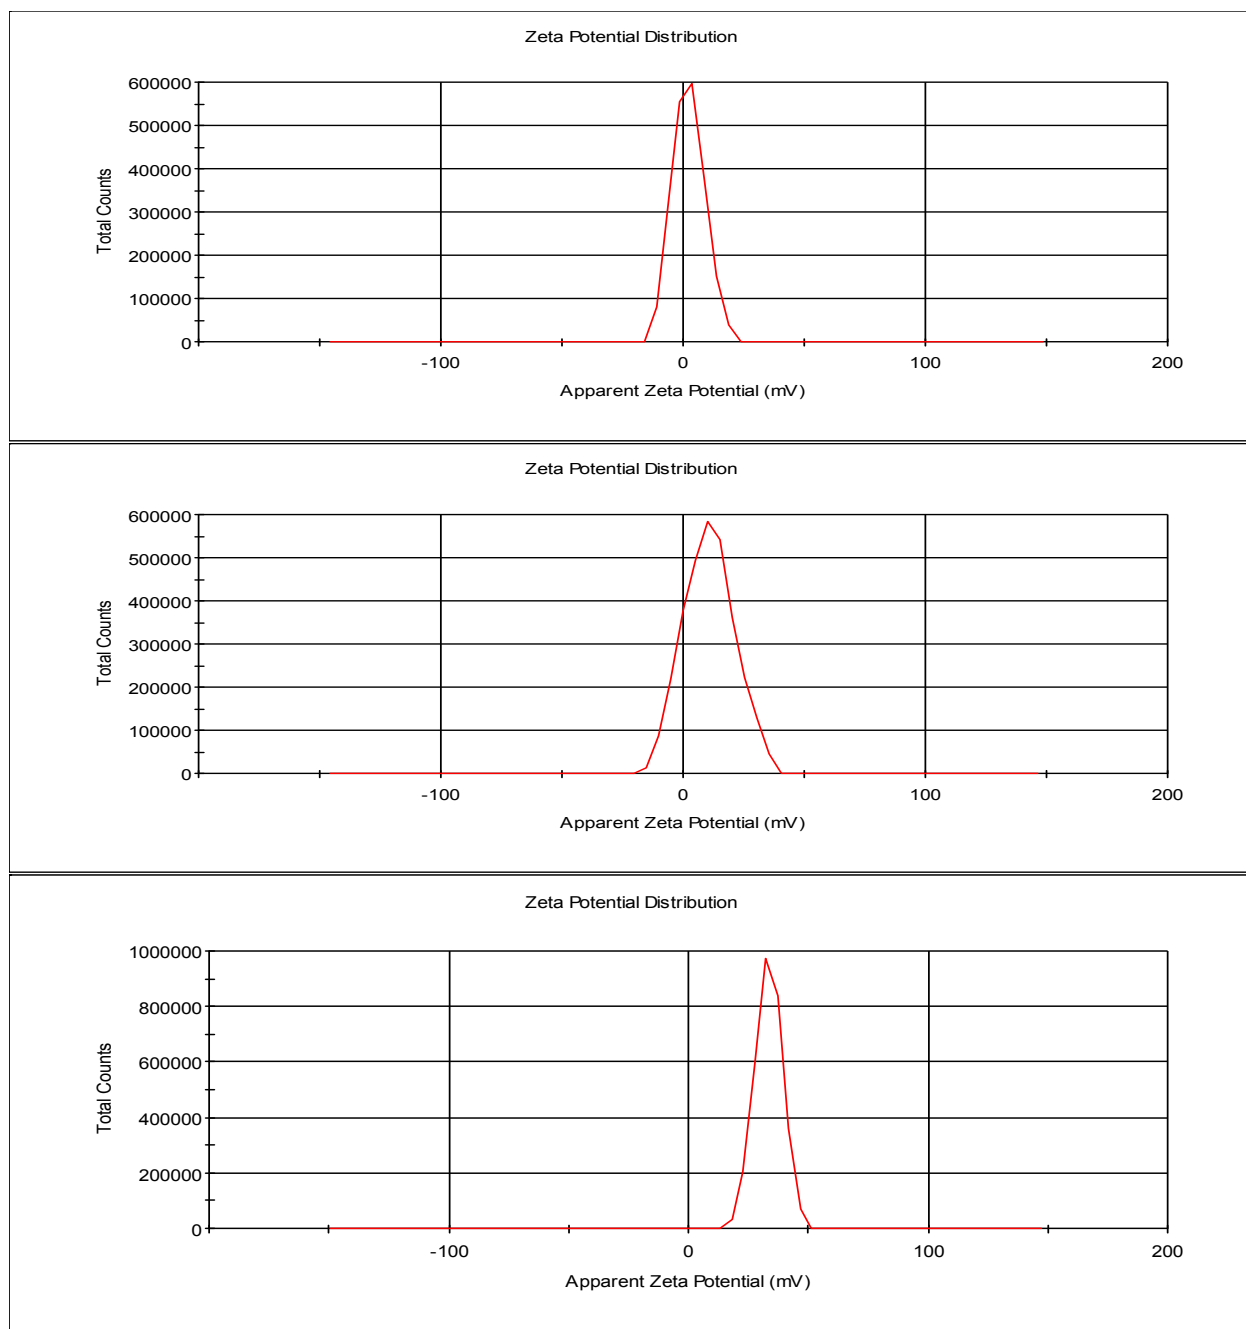 Zeta Potential Distribution
600000
500000
400000
300000
200000
100000
0
Total Counts
-100 0 100 200
Apparent Zeta Potential (mV)
Zeta Potential Distribution
600000
500000
400000
300000
200000
100000
0
Total Counts
-100 0 100 200
Apparent Zeta Potential (mV)
Zeta Potential Distribution
1000000
800000
600000
400000
200000
0
Total Counts
-100 0 100 200
Apparent Zeta Potential (mV)